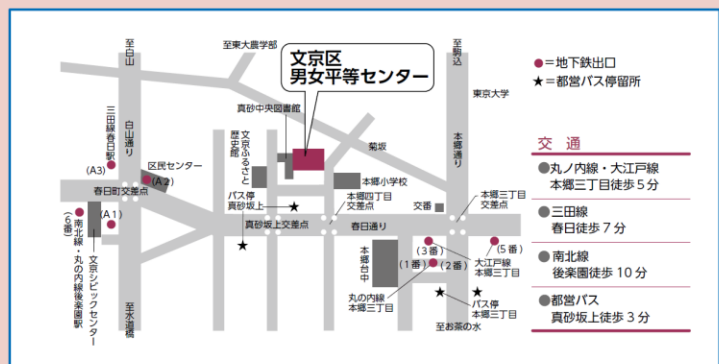 文京区
男女平等センター
至白山
白山通り
三田線春日駅
(A3)
区民センター
(A2)
春日町交差点
(A1)
(6番)
南北線・丸の内線後楽園駅
文京シビックセンター
至水道橋
至東大農学部
真砂中央図書館
文京ふるさと
歴史館
バス停
真砂坂上
真砂坂上交差点
菊坂
本郷小学校
本郷四丁目
交差点
春日通り
本郷台中
交番
至駒込
東京大学
本郷通り
本郷三丁目
交差点
(3番)
(5番)
(1番)
(2番)
大江戸線
本郷三丁目
丸の内線
本郷三丁目
バス停
本郷三丁目
至お茶の水
●=地下鉄出口
★=都営バス停留所
交通
●丸ノ内線・大江戸線
本郷三丁目徒歩5分
●三田線
春日徒歩7分
●南北線
後楽園徒歩10分
●都営バス
真砂坂上徒歩3分